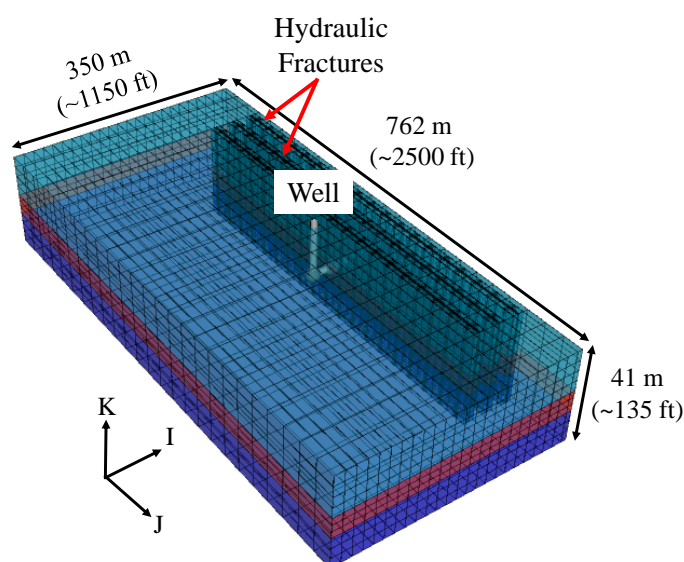 Hydraulic
Fractures
350 m
(~1150 ft)
762 m
(~2500 ft)
Well
41 m
(~135 ft)
K
I
J